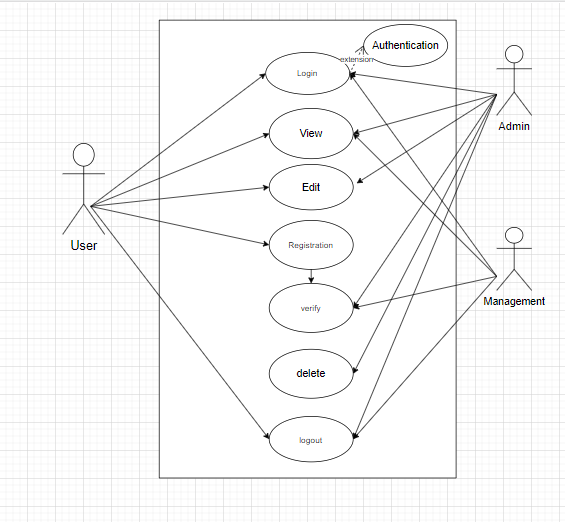 Authentication
extension
Login
Admin
View
Edit
User
Registration
Management
verify
delete
logout